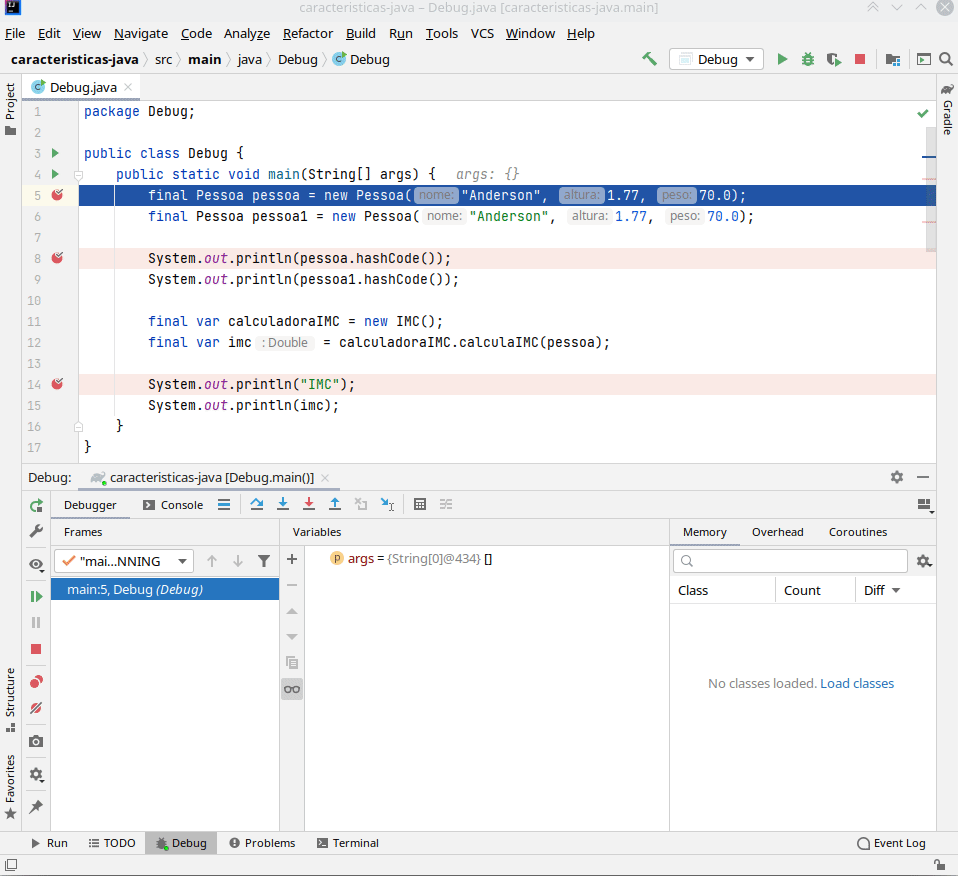 caracteristicas-java – Debug.java [caracteristicas-java.main]
File Edit View Navigate Code Analyze Refactor Build Run Tools VCS Window Help
caracteristicas-java src main java Debug Debug
Debug
Project
Debug.java
Gradle
1 package Debug;
2
3 public class Debug {
4 public static void main(String[] args) { args: {}
5 final Pessoa pessoa = new Pessoa( nome: "Anderson", altura: 1.77, peso: 70.0);
6 final Pessoa pessoa1 = new Pessoa( nome: "Anderson", altura: 1.77, peso: 70.0);
7
8 System.out.println(pessoa.hashCode());
9 System.out.println(pessoa1.hashCode());
10
11 final var calculadoraIMC = new IMC();
12 final var imc : Double = calculadoraIMC.calculaIMC(pessoa);
13
14 System.out.println("IMC");
15 System.out.println(imc);
16 }
17 }
Debug: caracteristicas-java [Debug.main()]
Debugger Console
Frames Variables Memory Overhead Coroutines
"mai...NNING
main:5, Debug (Debug)
p args = {String[0]@434} []
Class Count Diff
No classes loaded. Load classes
Structure
Favorites
Run TODO Debug Problems Terminal Event Log